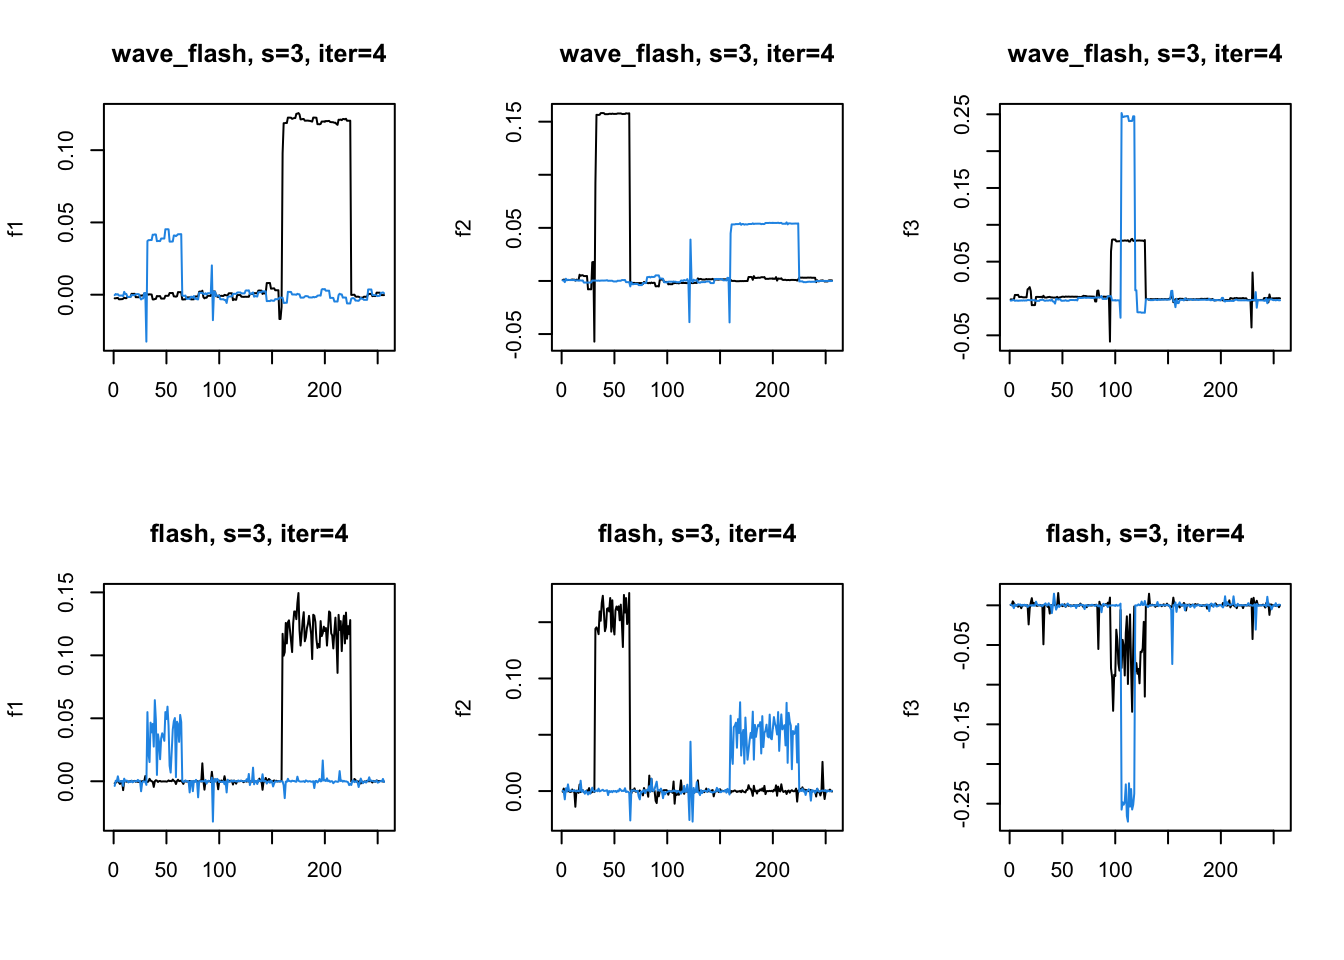 wave_flash, s=3, iter=4
f1
0.00 0.05 0.10
0 50 100 200
wave_flash, s=3, iter=4
f2
-0.05 0.05 0.15
0 50 100 200
wave_flash, s=3, iter=4
f3
-0.05 0.05 0.15 0.25
0 50 100 200
flash, s=3, iter=4
f1
0.00 0.05 0.10 0.15
0 50 100 200
flash, s=3, iter=4
f2
0.00 0.10
0 50 100 200
flash, s=3, iter=4
f3
-0.25 -0.15 -0.05
0 50 100 200